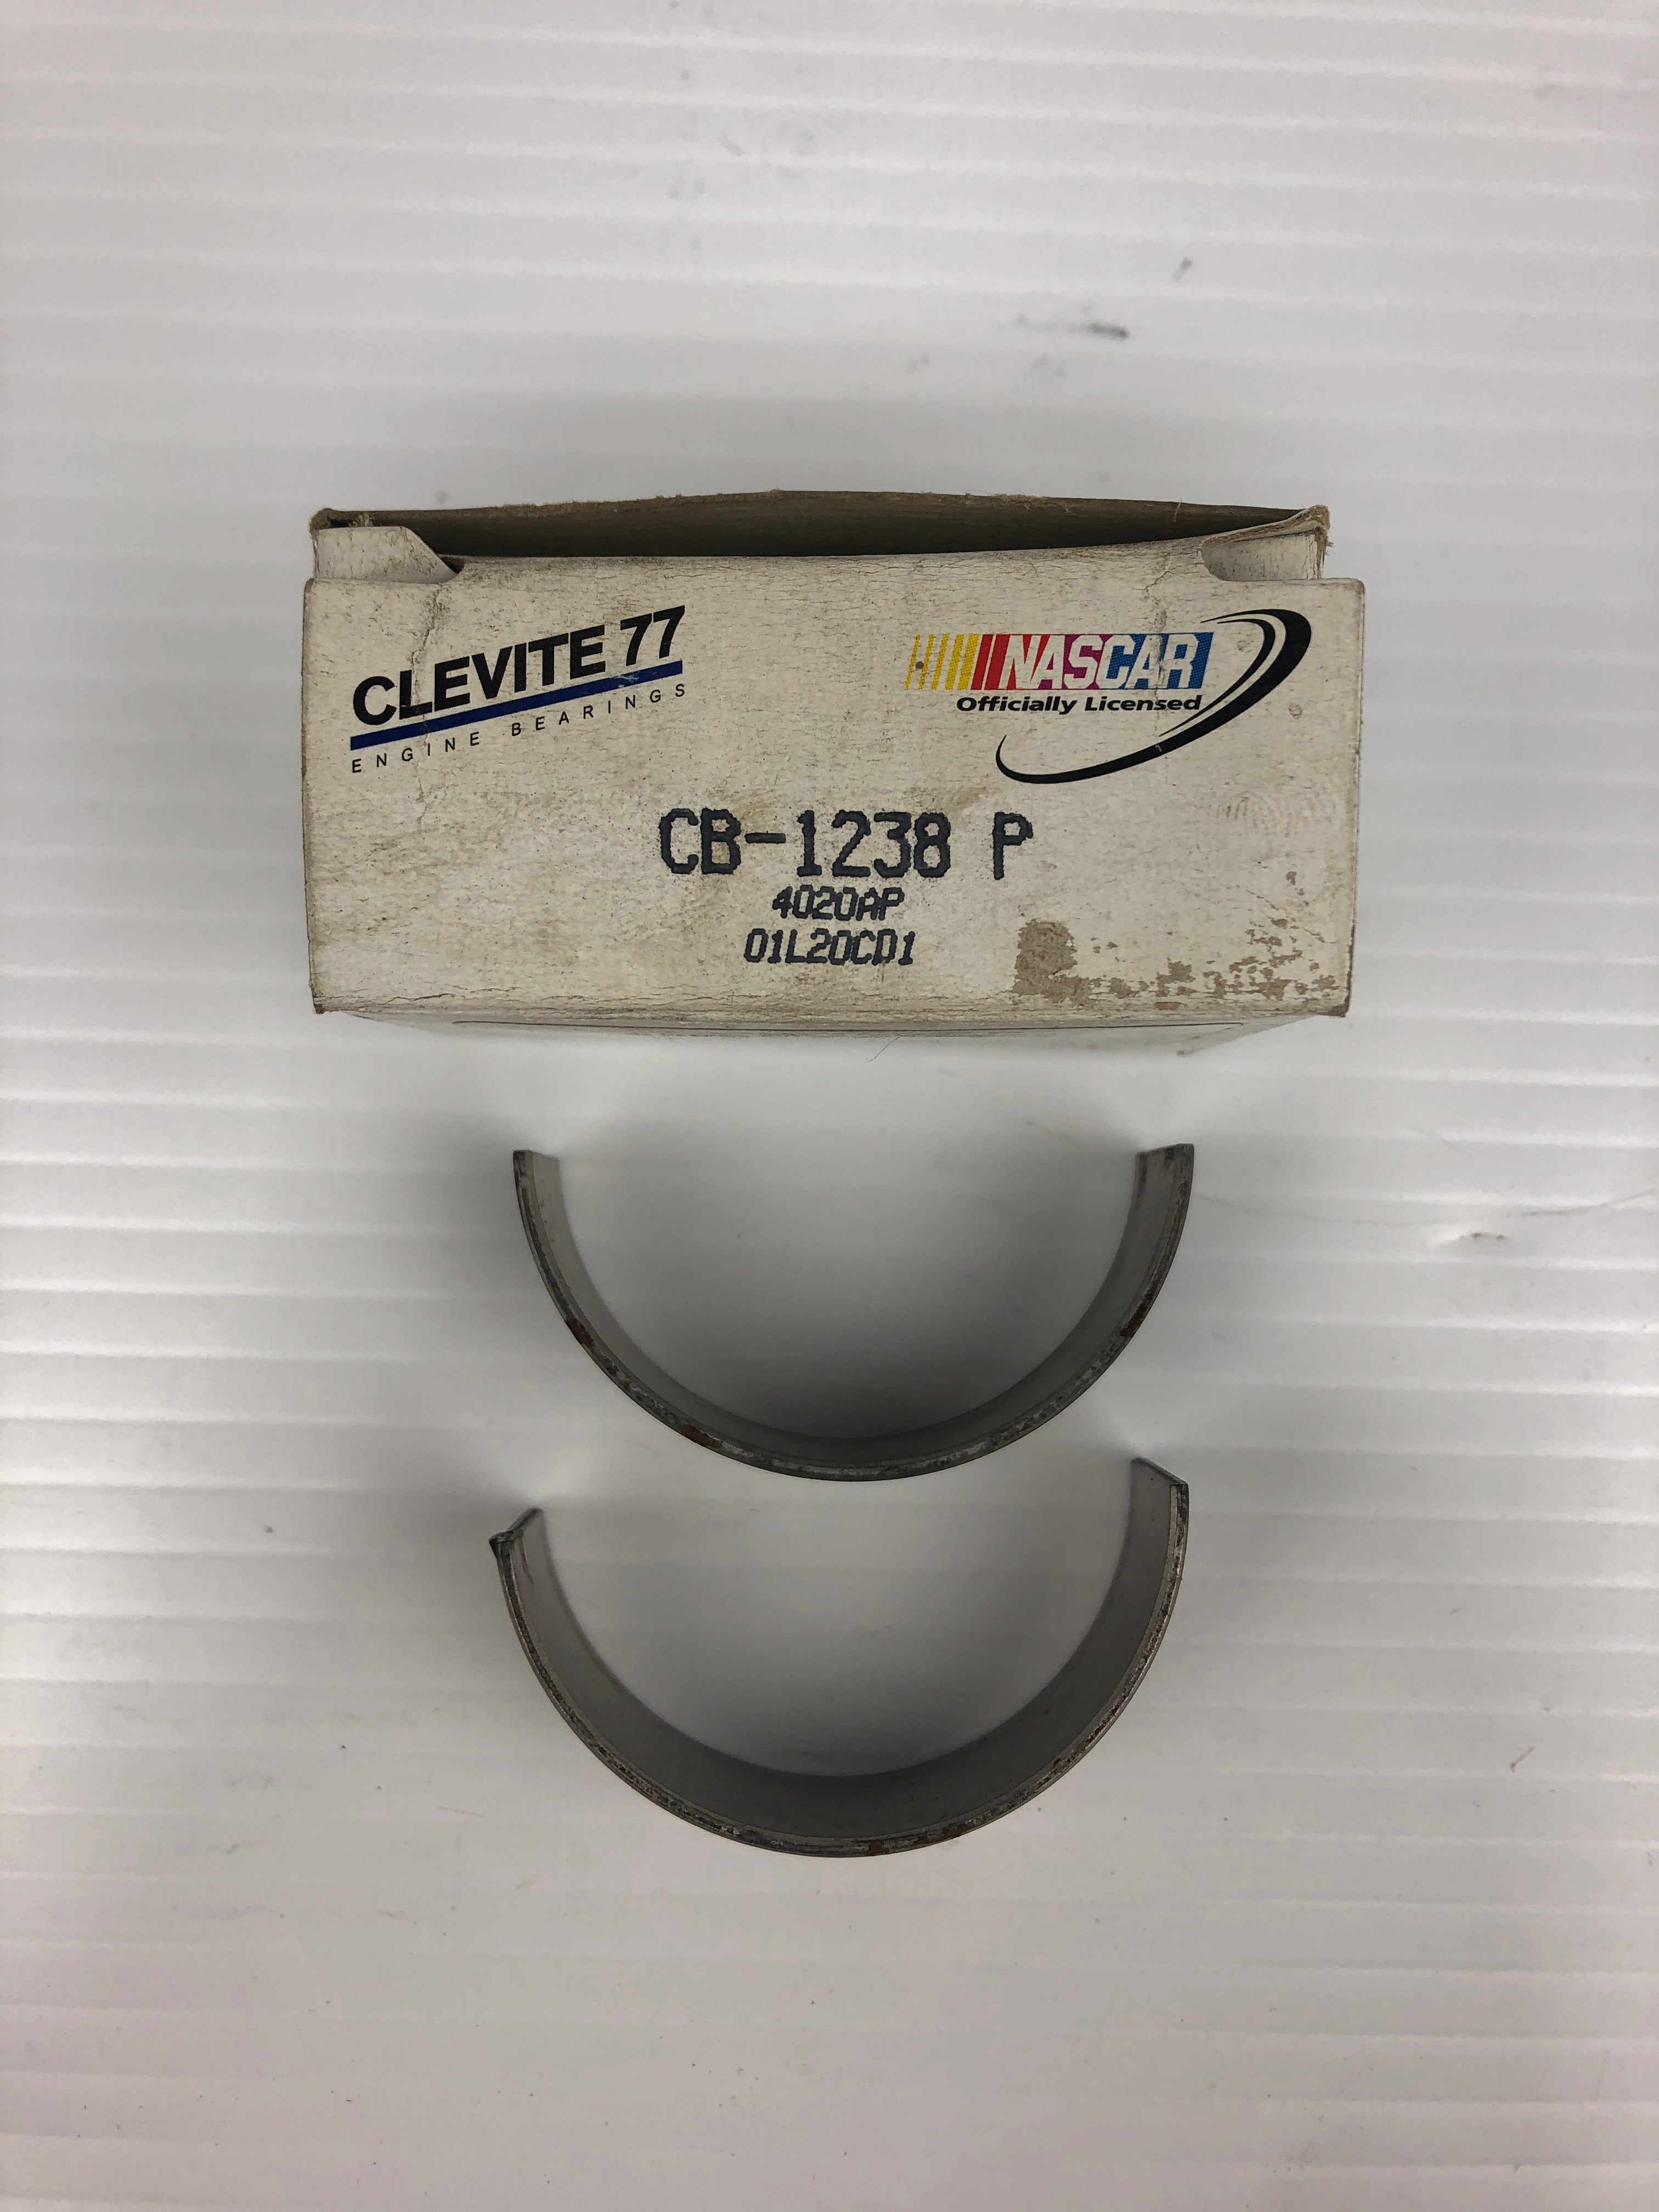 CLEVITE 77
ENGINE BEARINGS
NASCAR
Officially Licensed
CB-1238 P
4020AP
01L20CD1